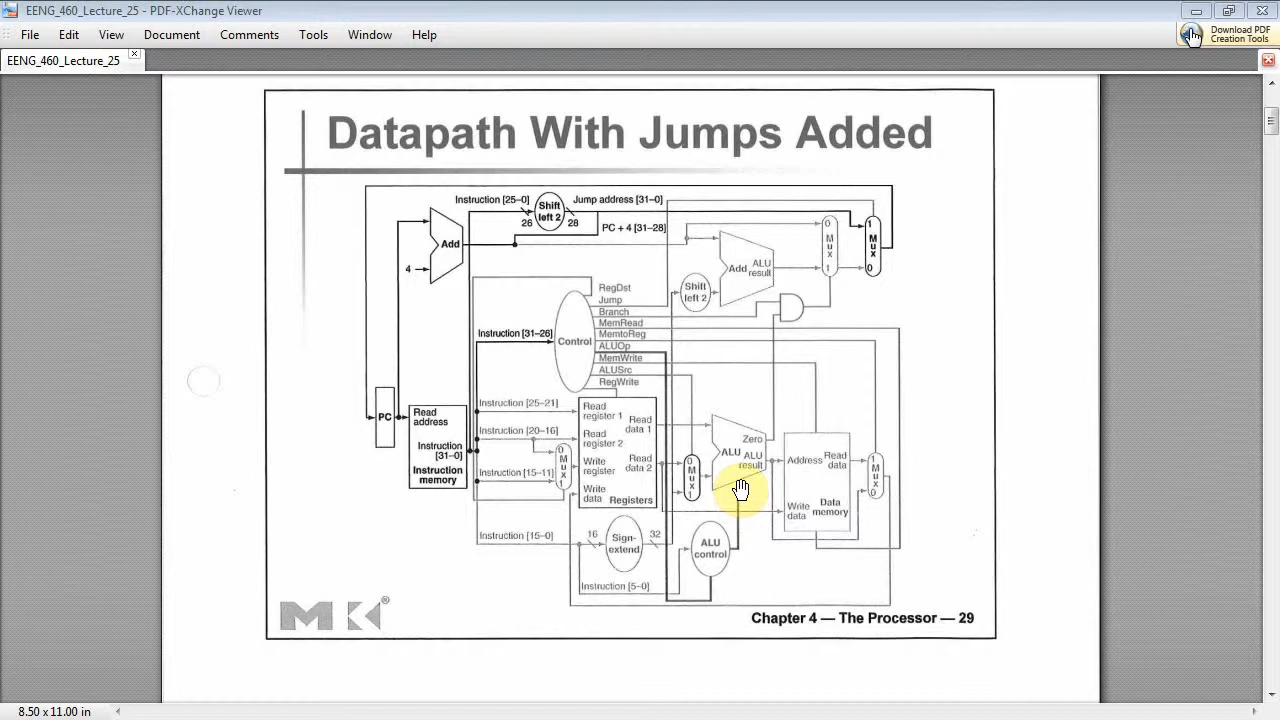 EENG_460_Lecture_25 - PDF-XChange Viewer
File Edit View Document Comments Tools Window Help
Download PDF
Creation Tools
EENG_460_Lecture_25
Datapath With Jumps Added
Instruction [25–0]
Shift
left 2
Jump address [31–0]
26
28
PC + 4 [31–28]
Add
4
Add ALU
result
0
Mux
1
1
Mux
0
Shift
left 2
RegDst
Jump
Branch
MemRead
MemtoReg
ALUOp
MemWrite
ALUSrc
RegWrite
Instruction [31–26]
Control
PC
Read
address
Instruction
[31–0]
Instruction
memory
Instruction [25–21]
Instruction [20–16]
Instruction [15–11]
0
Mux
1
Read
register 1
Read
register 2
Write
register
Write
data
Read
data 1
Read
data 2
Registers
0
Mux
1
Zero
ALU ALU
result
Address
Read
data
Write
data
Data
memory
1
Mux
0
Instruction [15–0]
16
Sign-
extend
32
ALU
control
Instruction [5–0]
MK®
Chapter 4 — The Processor — 29
8.50 x 11.00 in